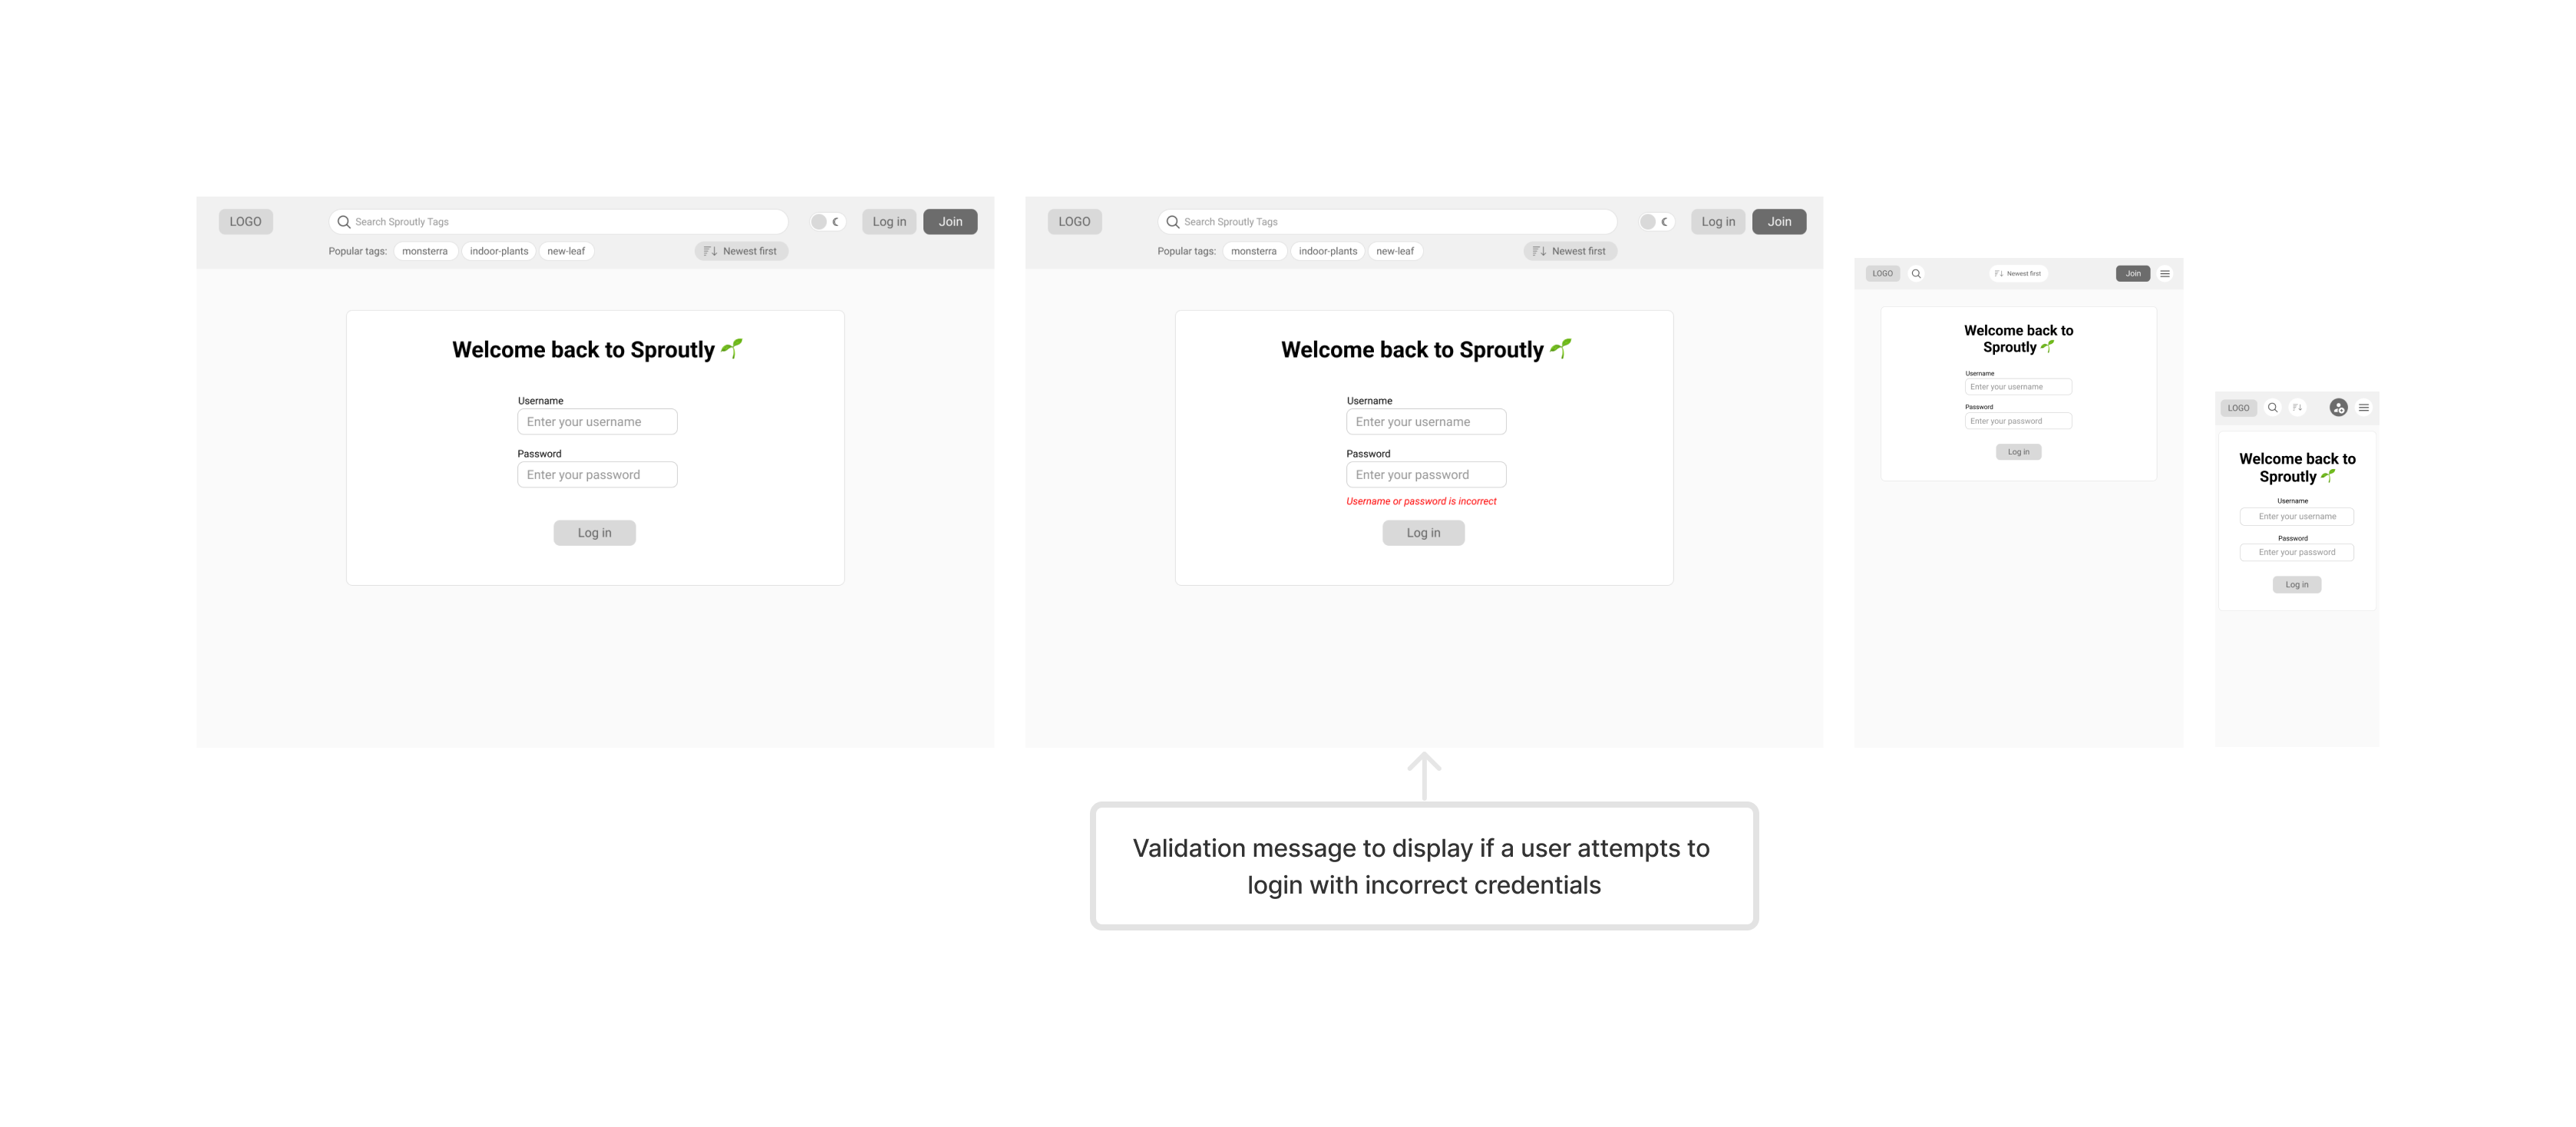 LOGO
Search Sproutly Tags
Log in
Join
Popular tags:
monsterra
indoor-plants
new-leaf
Newest first
Welcome back to Sproutly
Username
Enter your username
Password
Enter your password
Log in
LOGO
Search Sproutly Tags
Log in
Join
Popular tags:
monsterra
indoor-plants
new-leaf
Newest first
Welcome back to Sproutly
Username
Enter your username
Password
Enter your password
Username or password is incorrect
Log in
Validation message to display if a user attempts to
login with incorrect credentials
LOGO
Newest first
Join
Welcome back to
Sproutly
Username
Enter your username
Password
Enter your password
Log in
LOGO
Welcome back to
Sproutly
Username
Enter your username
Password
Enter your password
Log in